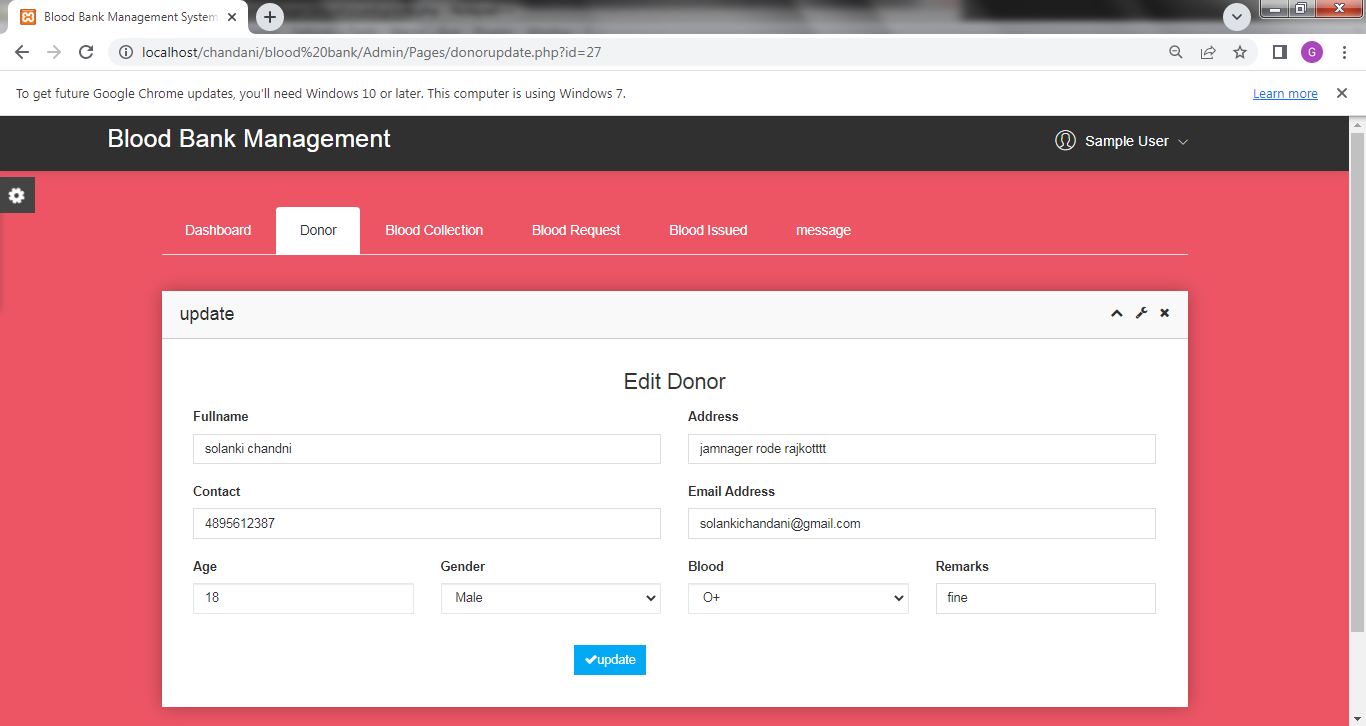 Blood Bank Management System
localhost/chandani/blood%20bank/Admin/Pages/donorupdate.php?id=27
G
To get future Google Chrome updates, you'll need Windows 10 or later. This computer is using Windows 7.
Learn more
Blood Bank Management
Sample User
Dashboard Donor Blood Collection Blood Request Blood Issued message
update
Edit Donor
Fullname Address
solanki chandni jamnager rode rajkotttt
Contact Email Address
4895612387 solankichandani@gmail.com
Age Gender Blood Remarks
18 Male O+ fine
update